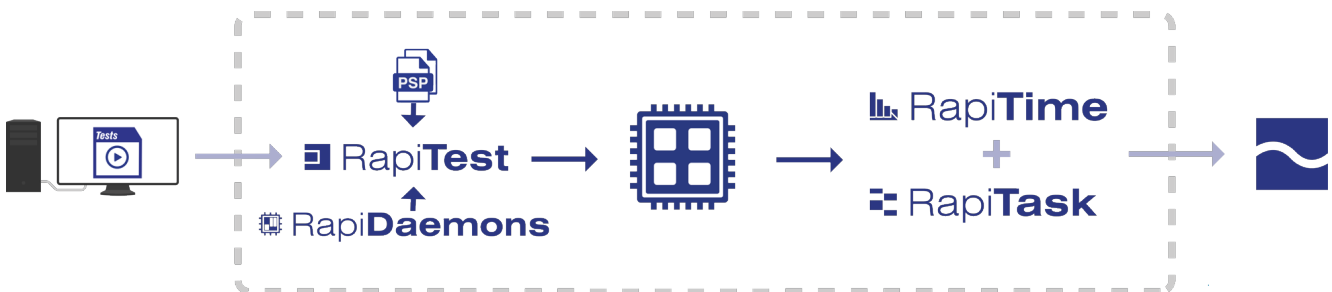 Tests
PSP
RapiTest
RapiDaemons
RapiTime
+
RapiTask